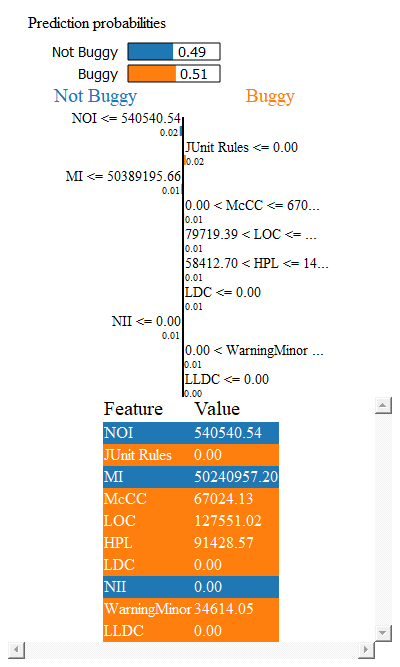 Prediction probabilities
Not Buggy 0.49
Buggy 0.51
Not Buggy Buggy
NOI <= 540540.54
0.02
JUnit Rules <= 0.00
0.02
MI <= 50389195.66
0.01
0.00 < McCC <= 670...
0.01
79719.39 < LOC <= ...
0.01
58412.70 < HPL <= 14...
0.01
LDC <= 0.00
0.01
NII <= 0.00
0.01
0.00 < WarningMinor ...
0.01
LLDC <= 0.00
0.00
Feature Value
NOI 540540.54
JUnit Rules 0.00
MI 50240957.20
McCC 67024.13
LOC 127551.02
HPL 91428.57
LDC 0.00
NII 0.00
WarningMinor 34614.05
LLDC 0.00